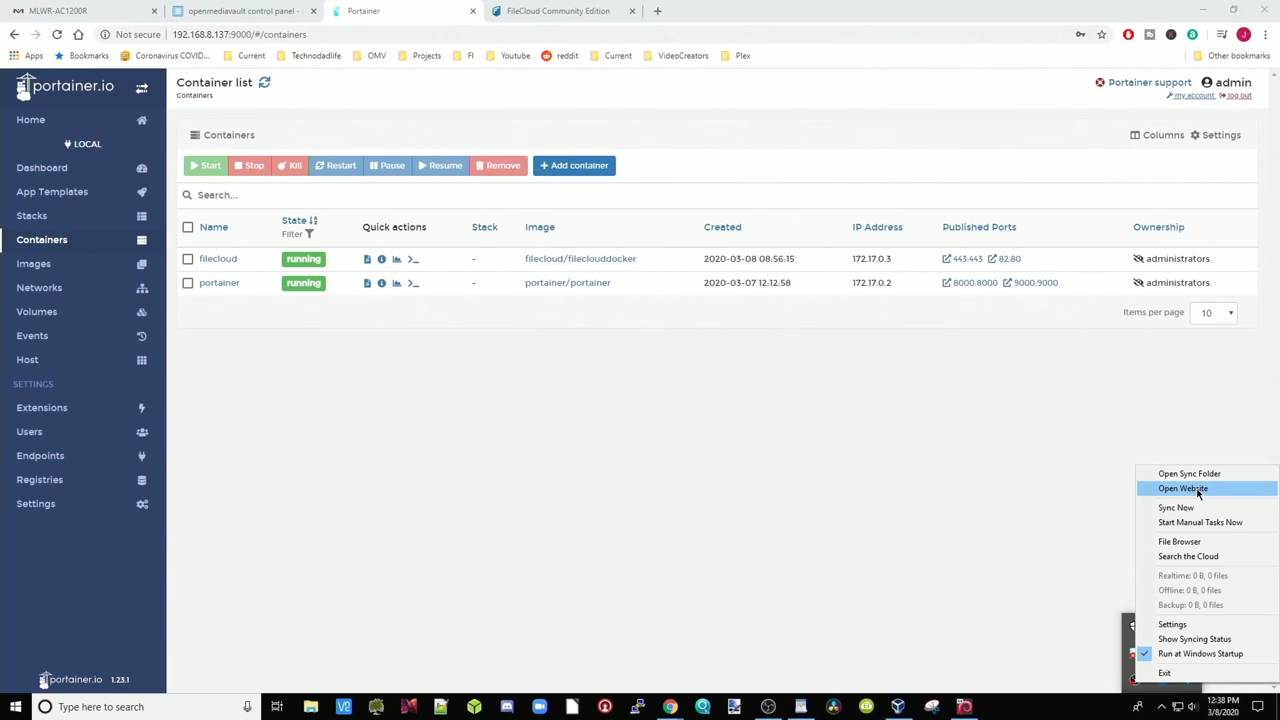 MLWR-AC1200R
openmediavault control panel -
Portainer
FileCloud Community Edition
Not secure 192.168.8.137:9000/#/containers
Apps
Bookmarks
Coronavirus COVID...
Current
Technodadlife
OMV
Projects
FI
Youtube
reddit
Current
VideoCreators
Plex
Other bookmarks
portainer.io
Container list
Containers
Portainer support
admin
my account
log out
Home
LOCAL
Dashboard
App Templates
Stacks
Containers
Images
Networks
Volumes
Events
Host
SETTINGS
Extensions
Users
Endpoints
Registries
Settings
portainer.io 1.23.1
Containers
Columns Settings
Start Stop Kill Restart Pause Resume Remove + Add container
Search...
Name State Quick actions Stack Image Created IP Address Published Ports Ownership
Filter
filecloud running - filecloud/fileclouddocker 2020-03-08 08:56:15 172.17.0.3 443:443 82:80 administrators
portainer running - portainer/portainer 2020-03-07 12:12:58 172.17.0.2 8000:8000 9000:9000 administrators
Items per page 10
Open Sync Folder
Open Website
Sync Now
Start Manual Tasks Now
File Browser
Search the Cloud
Realtime: 0 B, 0 files
Offline: 0 B, 0 files
Backup: 0 B, 0 files
Settings
Show Syncing Status
Run at Windows Startup
Exit
Type here to search
12:38 PM
3/8/2020